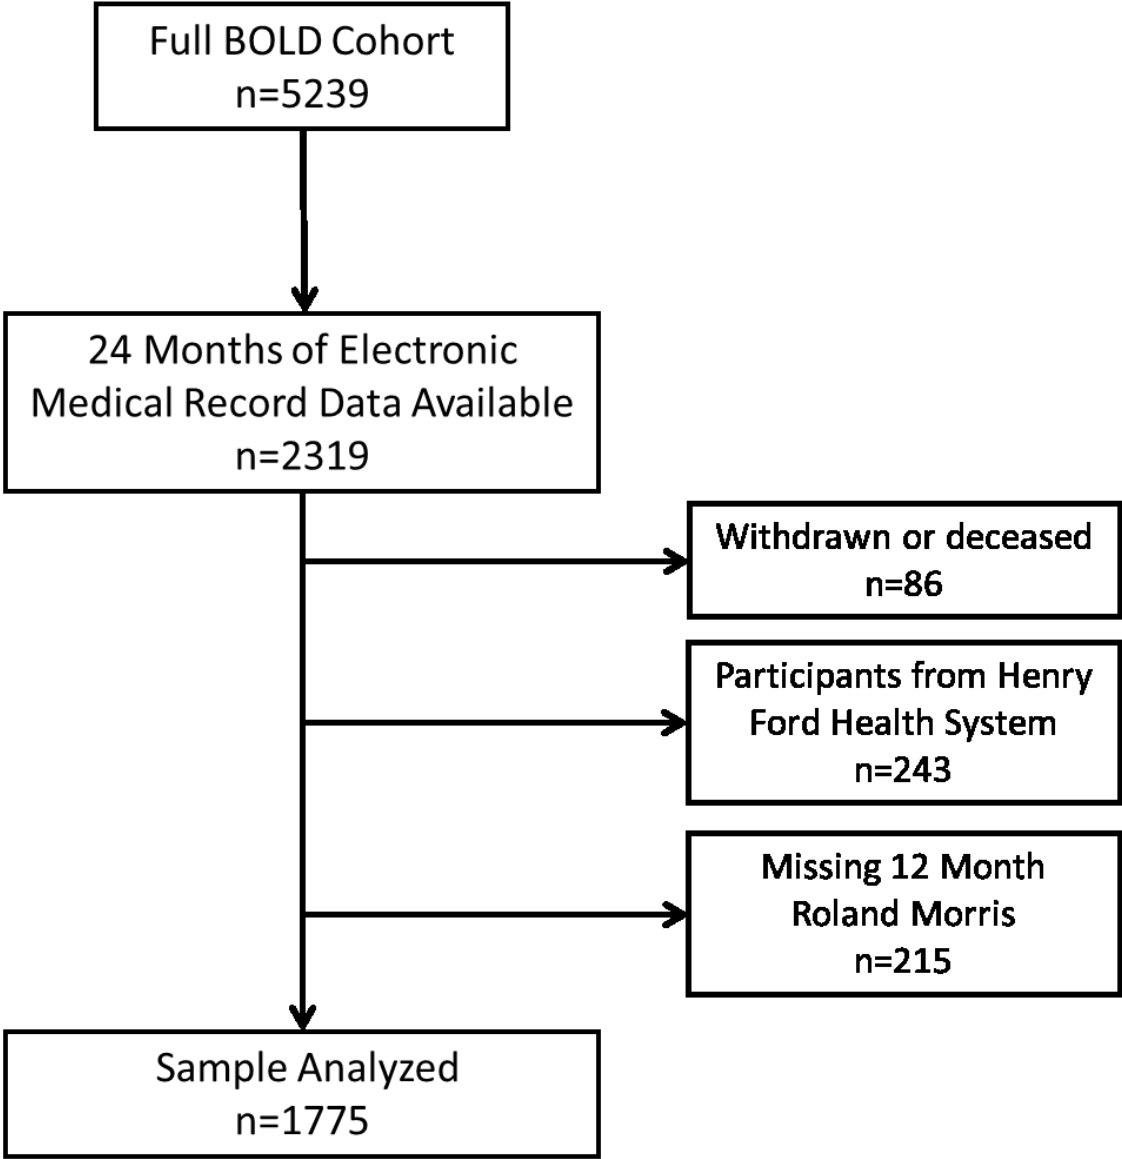 Full BOLD Cohort
n=5239
24 Months of Electronic
Medical Record Data Available
n=2319
Withdrawn or deceased
n=86
Participants from Henry
Ford Health System
n=243
Missing 12 Month
Roland Morris
n=215
Sample Analyzed
n=1775